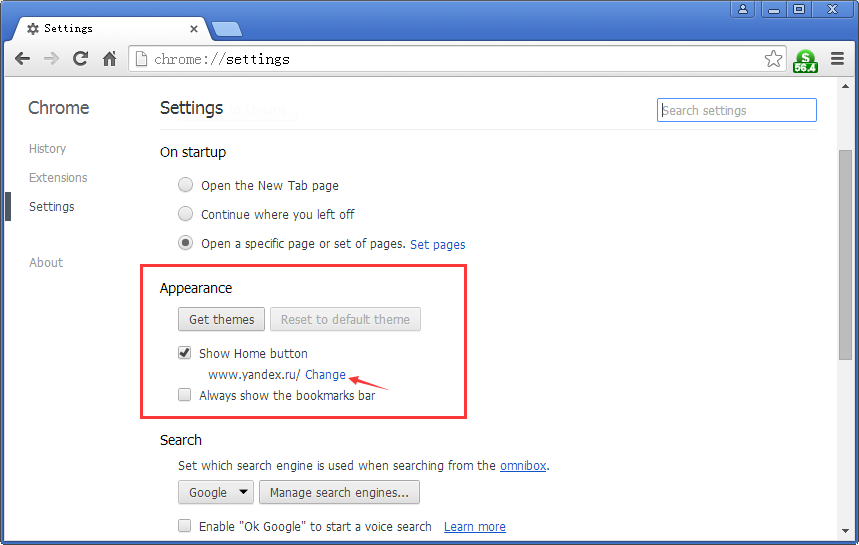 Settings
chrome://settings
S
56.4
Chrome
Settings
Search settings
History
Extensions
Settings
About
On startup
Open the New Tab page
Continue where you left off
Open a specific page or set of pages. Set pages
Appearance
Get themes
Reset to default theme
Show Home button
www.yandex.ru/ Change
Always show the bookmarks bar
Search
Set which search engine is used when searching from the omnibox.
Google
Manage search engines...
Enable "Ok Google" to start a voice search Learn more